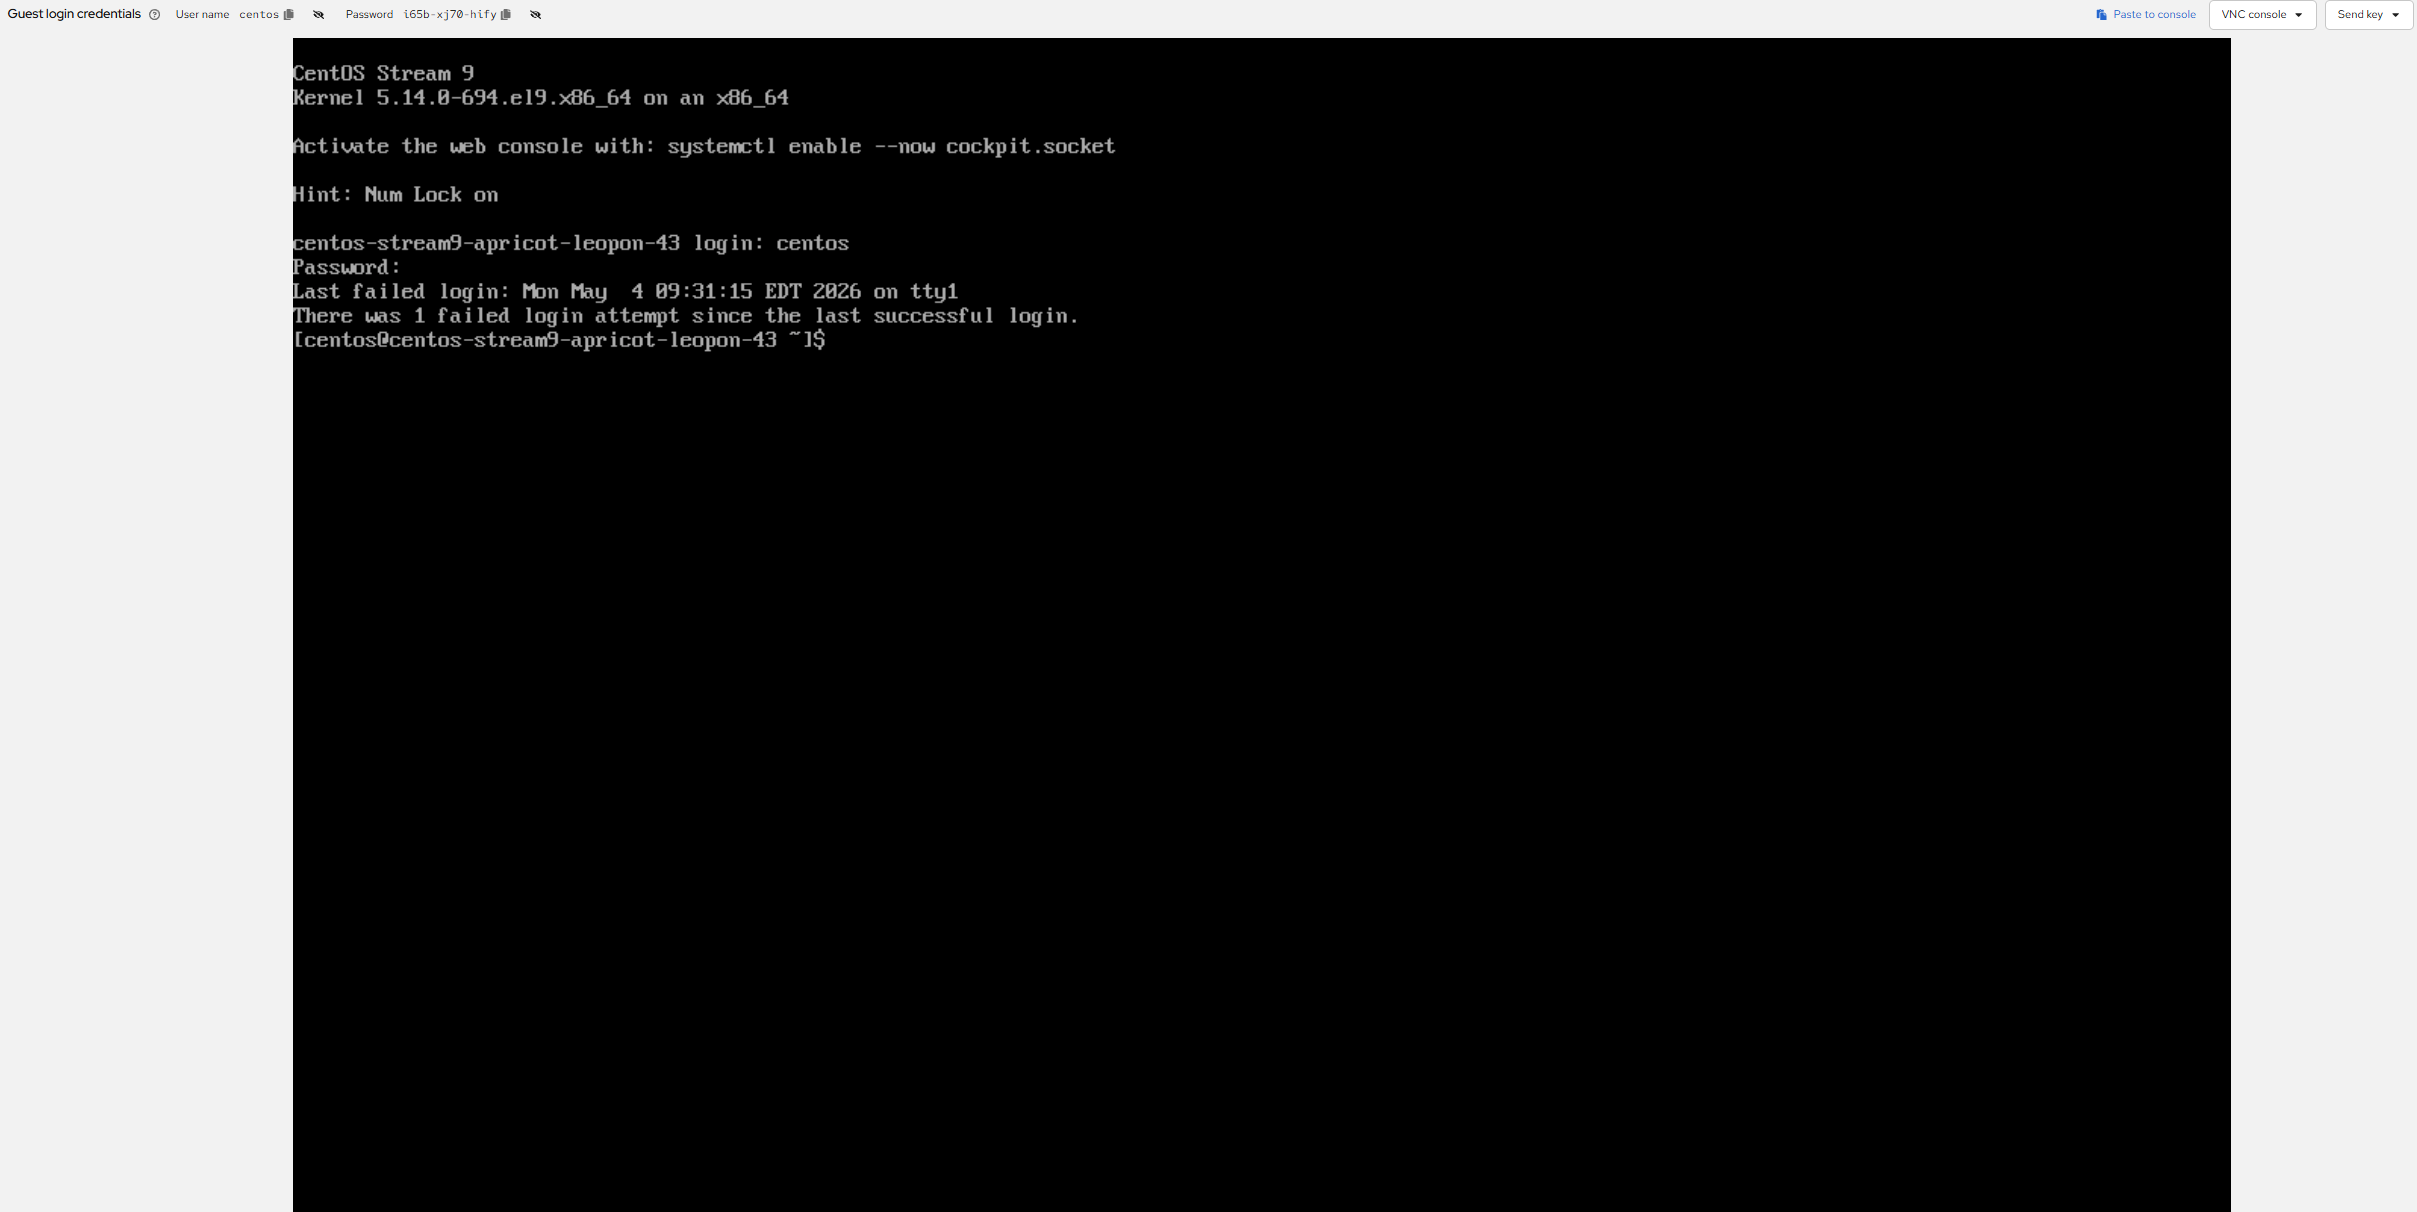 Guest login credentials User name centos Password i65b-xj70-hify Paste to console VNC console Send key
CentOS Stream 9
Kernel 5.14.0-694.el9.x86_64 on an x86_64
Activate the web console with: systemctl enable --now cockpit.socket
Hint: Num Lock on
centos-stream9-apricot-leopon-43 login: centos
Password:
Last failed login: Mon May  4 09:31:15 EDT 2026 on tty1
There was 1 failed login attempt since the last successful login.
[centos@centos-stream9-apricot-leopon-43 ~]$